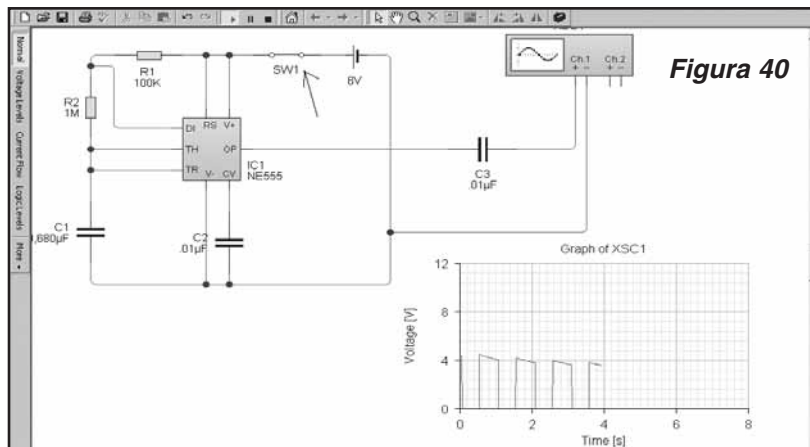 Figura 40
Ch.1 Ch.2
+ - + -
Normal
Voltage Levels
Current Flow
Logic Levels
More
R1
100K
SW1
6V
R2
1M
DI
RS
V+
TH
OP
TR
V-
CV
IC1
NE555
C3
.01µF
C1
,680µF
C2
.01µF
Graph of XSC1
Voltage [V]
12
8
4
0
0 2 4 6 8
Time [s]